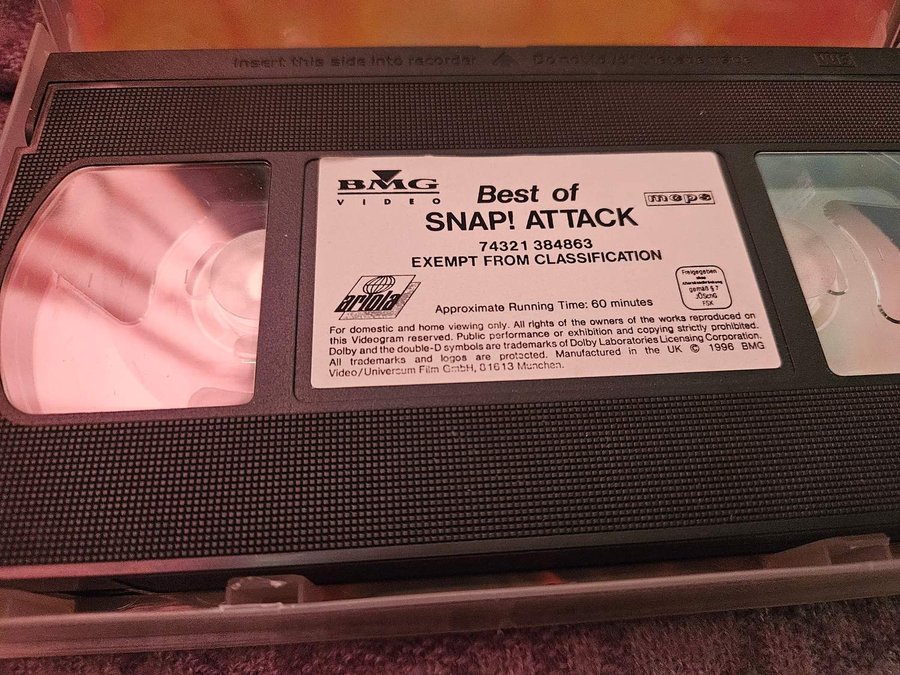 Insert this side into recorder
VHS
BMG
VIDEO
Best of
SNAP! ATTACK
mcps
74321 384863
EXEMPT FROM CLASSIFICATION
ariola
Approximate Running Time: 60 minutes
Freigegeben
ohne
Altersbeschränkung
gemäß § 7
JÖSchG
FSK
For domestic and home viewing only. All rights of the owners of the works reproduced on
this Videogram reserved. Public performance or exhibition and copying strictly prohibited.
Dolby and the double-D symbols are trademarks of Dolby Laboratories Licensing Corporation.
All trademarks and logos are protected. Manufactured in the UK © 1996 BMG
Video/Universum Film GmbH, 81613 Munchen.